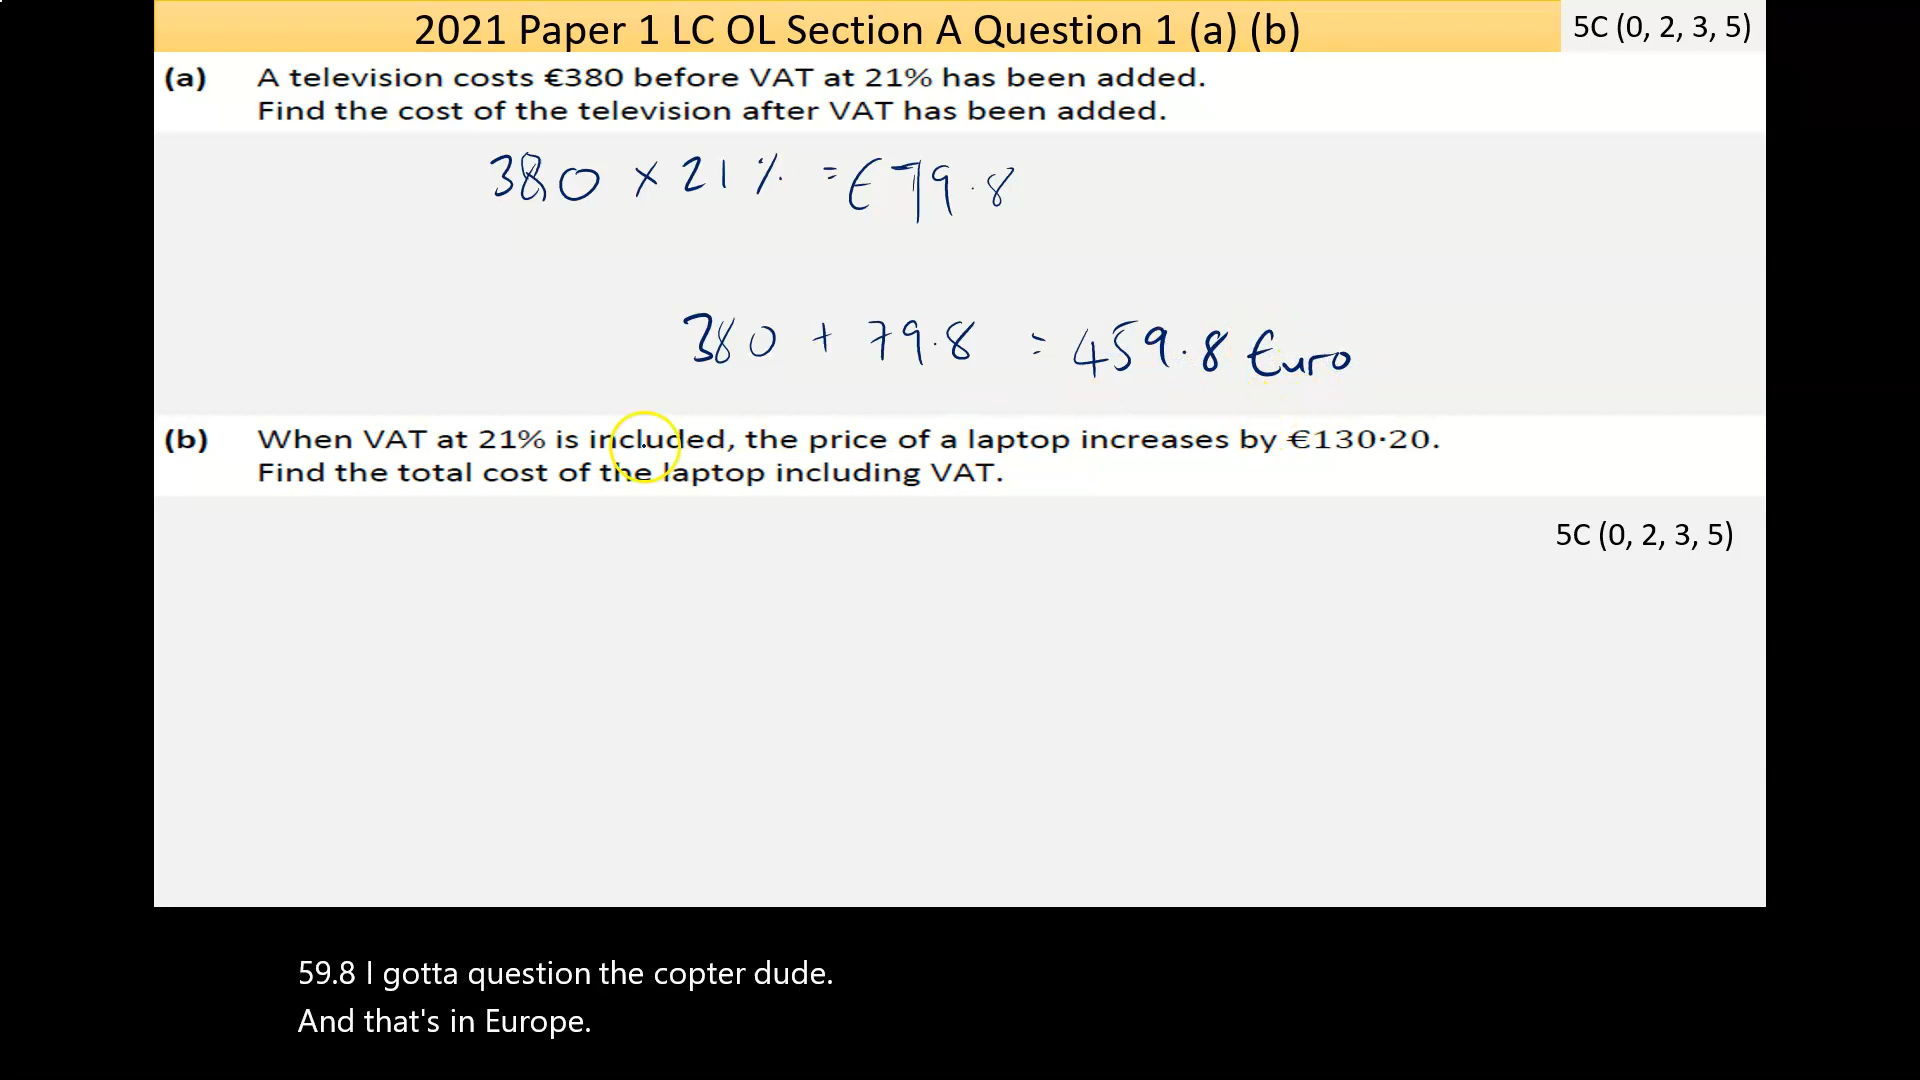 2021 Paper 1 LC OL Section A Question 1 (a) (b)
5C (0, 2, 3, 5)
(a) A television costs €380 before VAT at 21% has been added.
Find the cost of the television after VAT has been added.
380 × 21 % = €79.8
380 + 79.8 = 459.8 Euro
(b) When VAT at 21% is included, the price of a laptop increases by €130·20.
Find the total cost of the laptop including VAT.
5C (0, 2, 3, 5)
59.8 I gotta question the copter dude.
And that's in Europe.